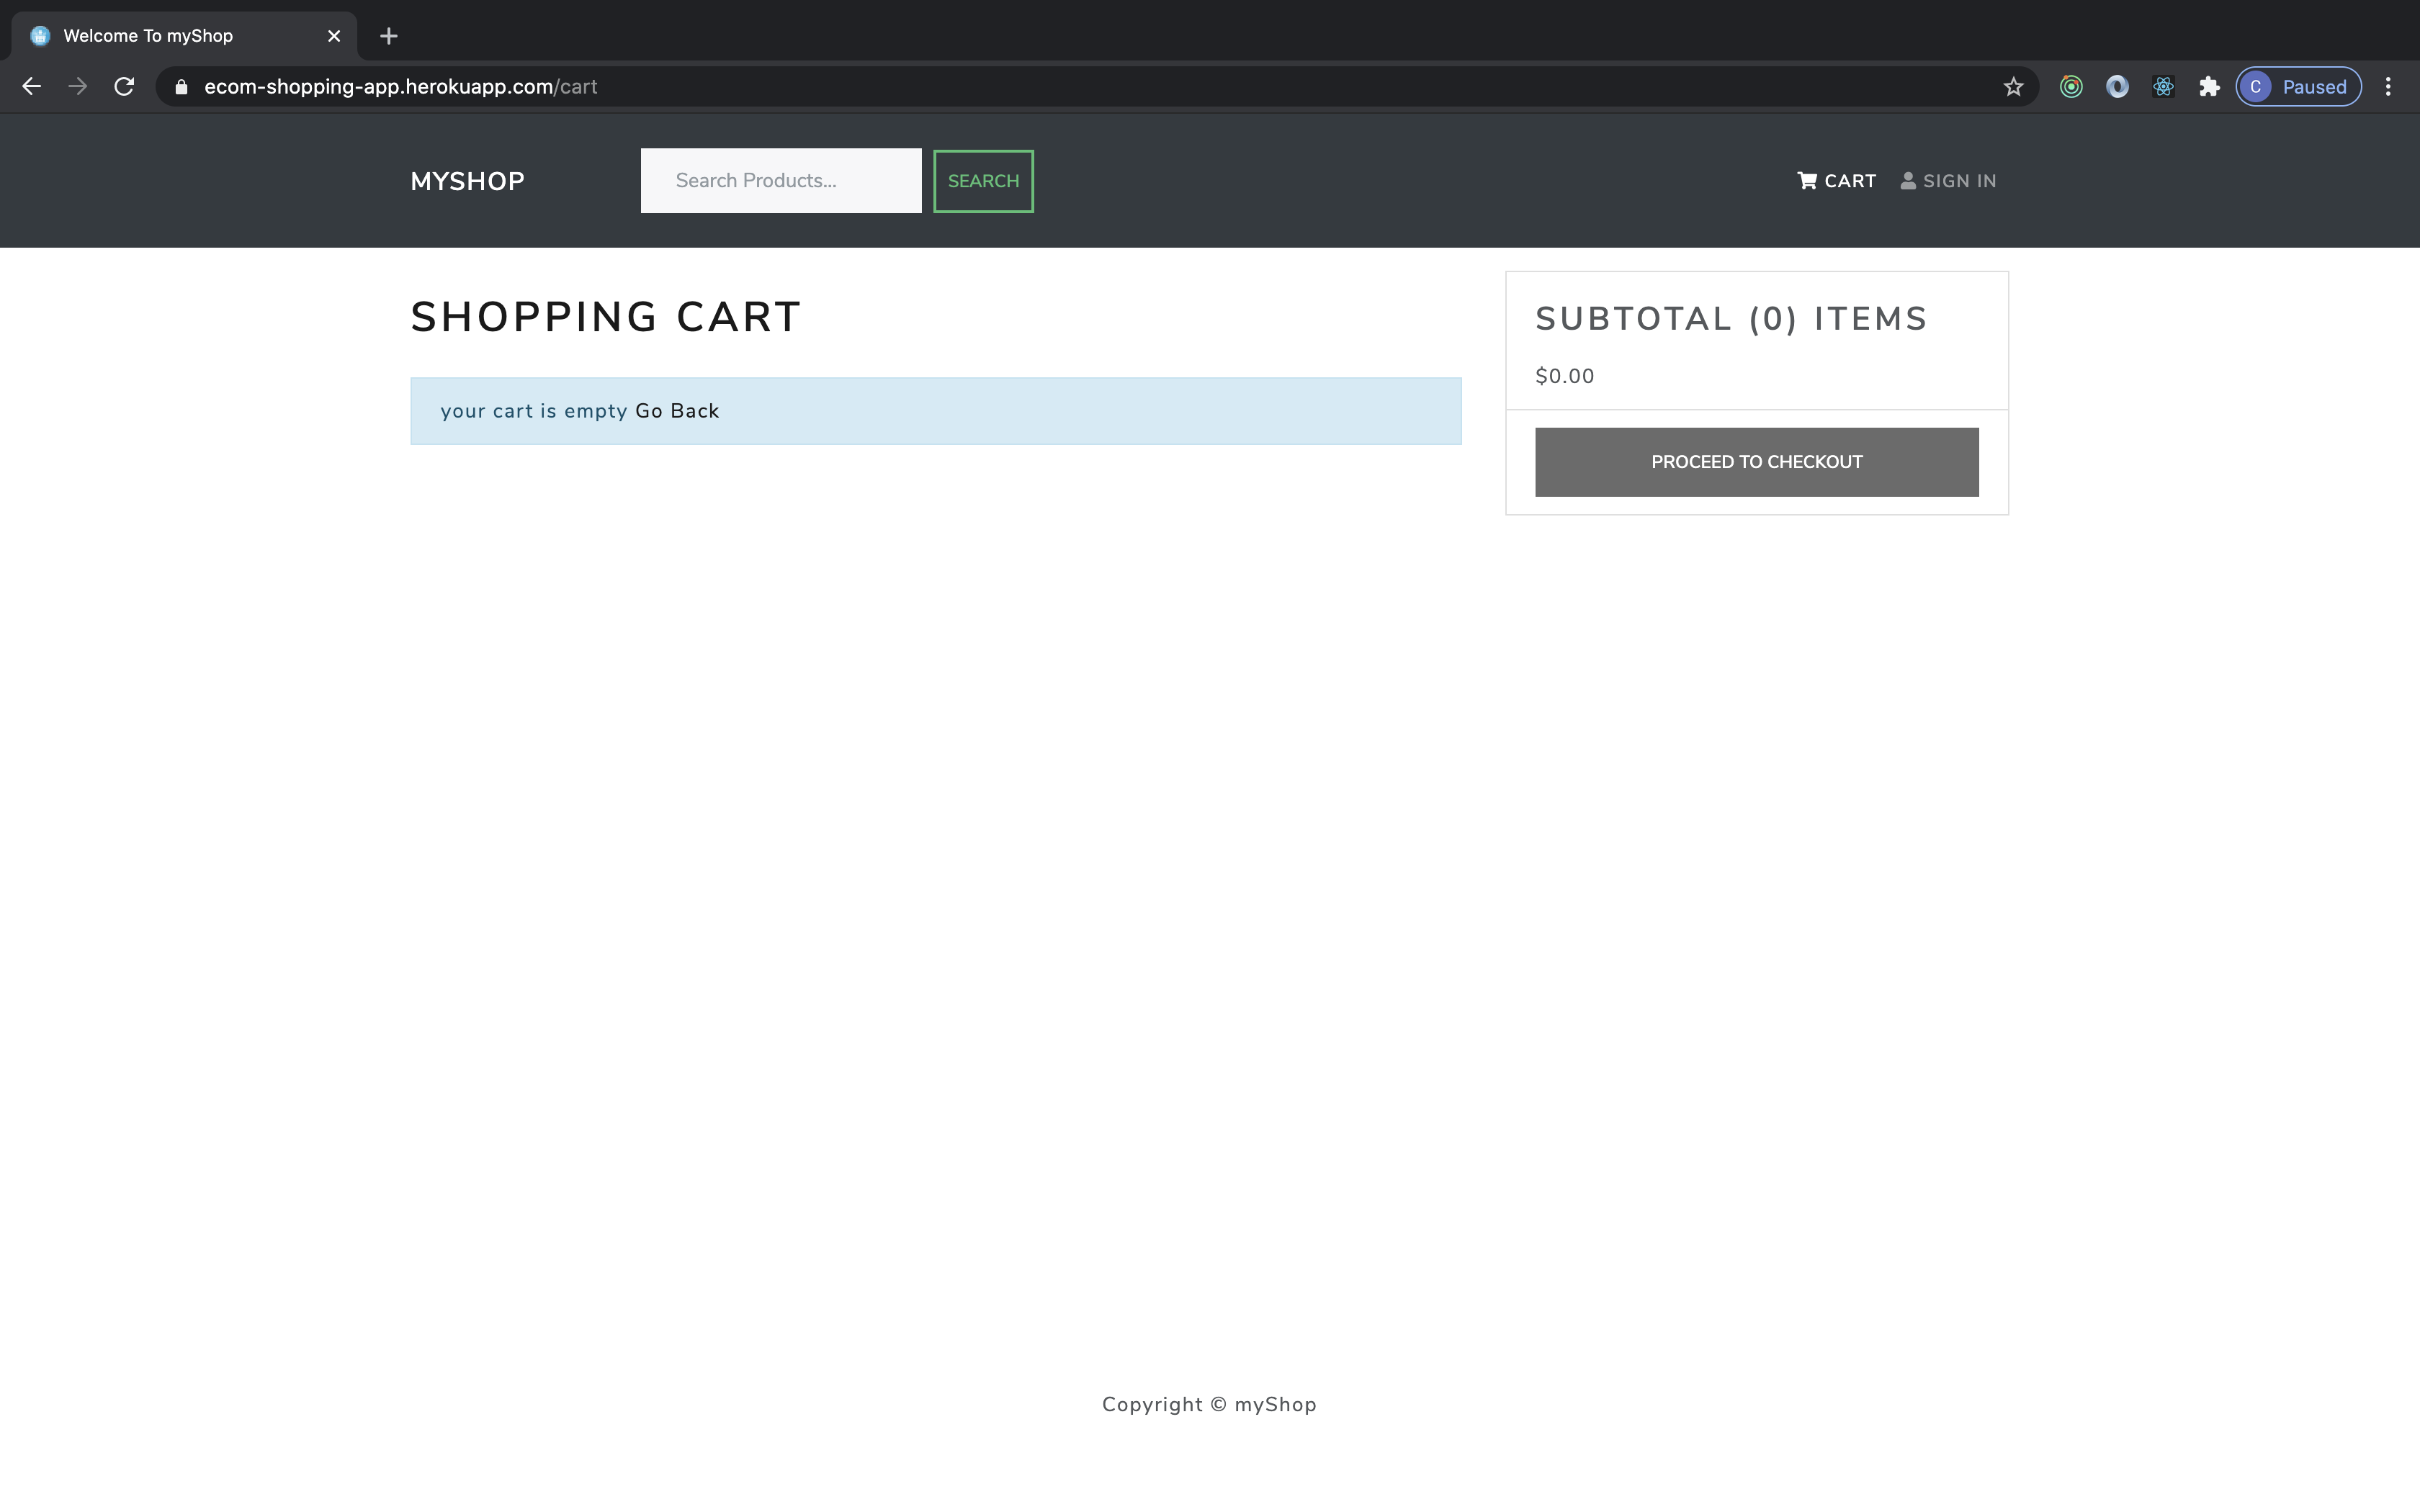 Welcome To myShop
ecom-shopping-app.herokuapp.com/cart
C Paused
MYSHOP
Search Products...
SEARCH
CART
SIGN IN
SHOPPING CART
your cart is empty Go Back
SUBTOTAL (0) ITEMS
$0.00
PROCEED TO CHECKOUT
Copyright © myShop